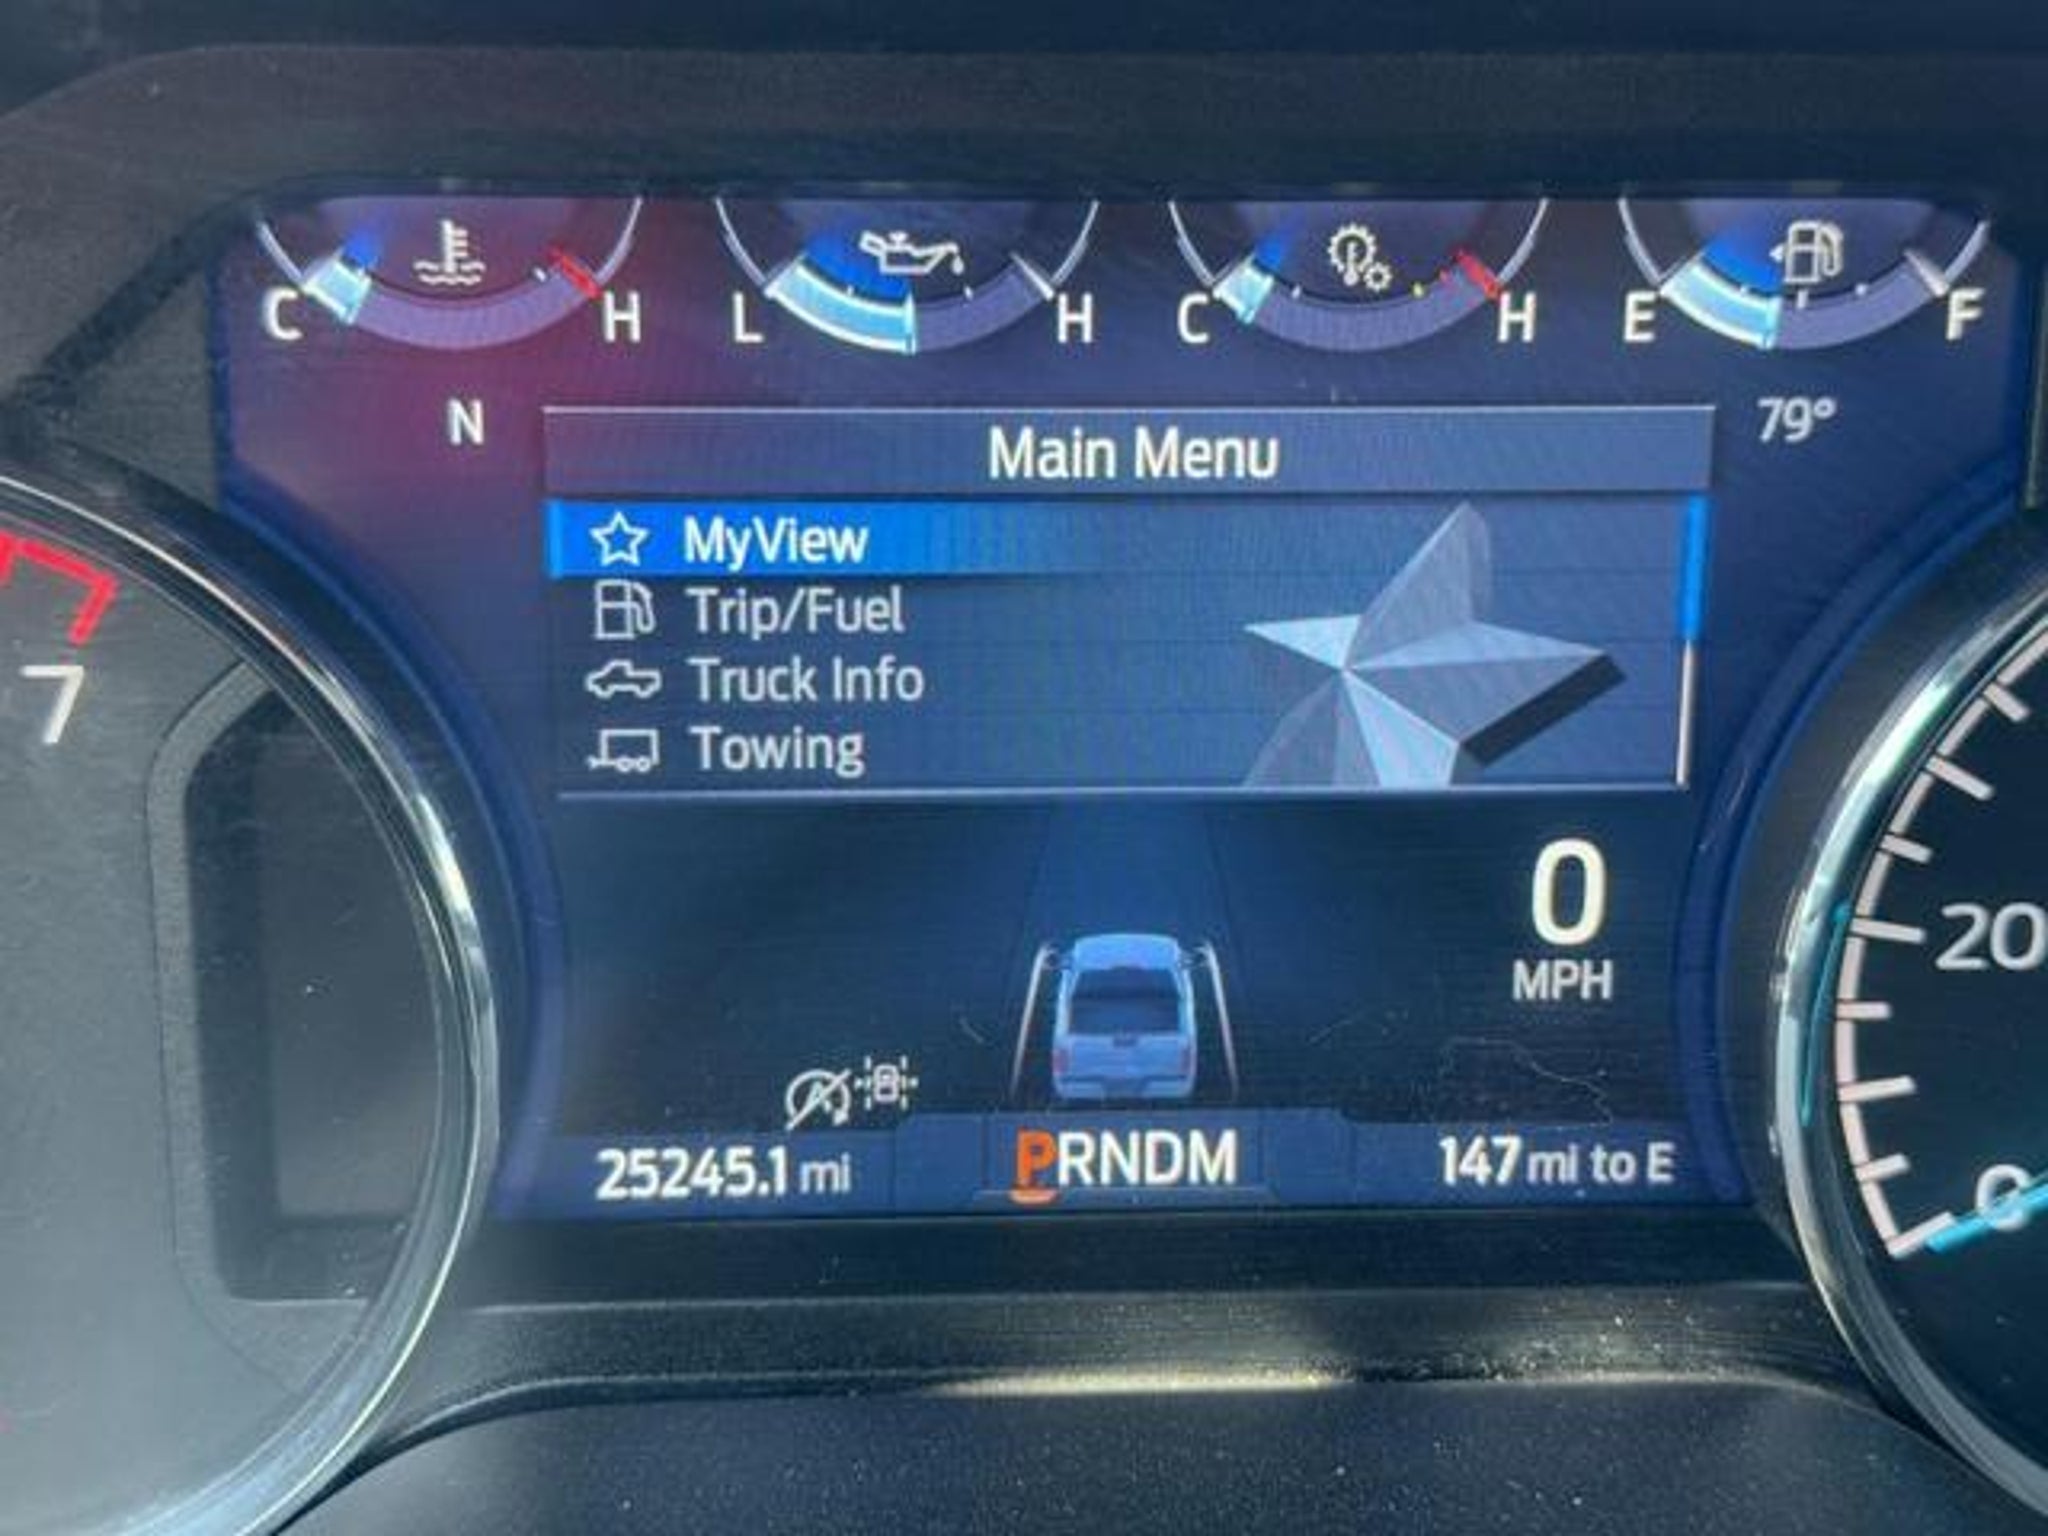 C H L H C H E F
N
79°
Main Menu
MyView
Trip/Fuel
Truck Info
Towing
7
0
MPH
20
0
A
25245.1 mi
PRNDM
147 mi to E